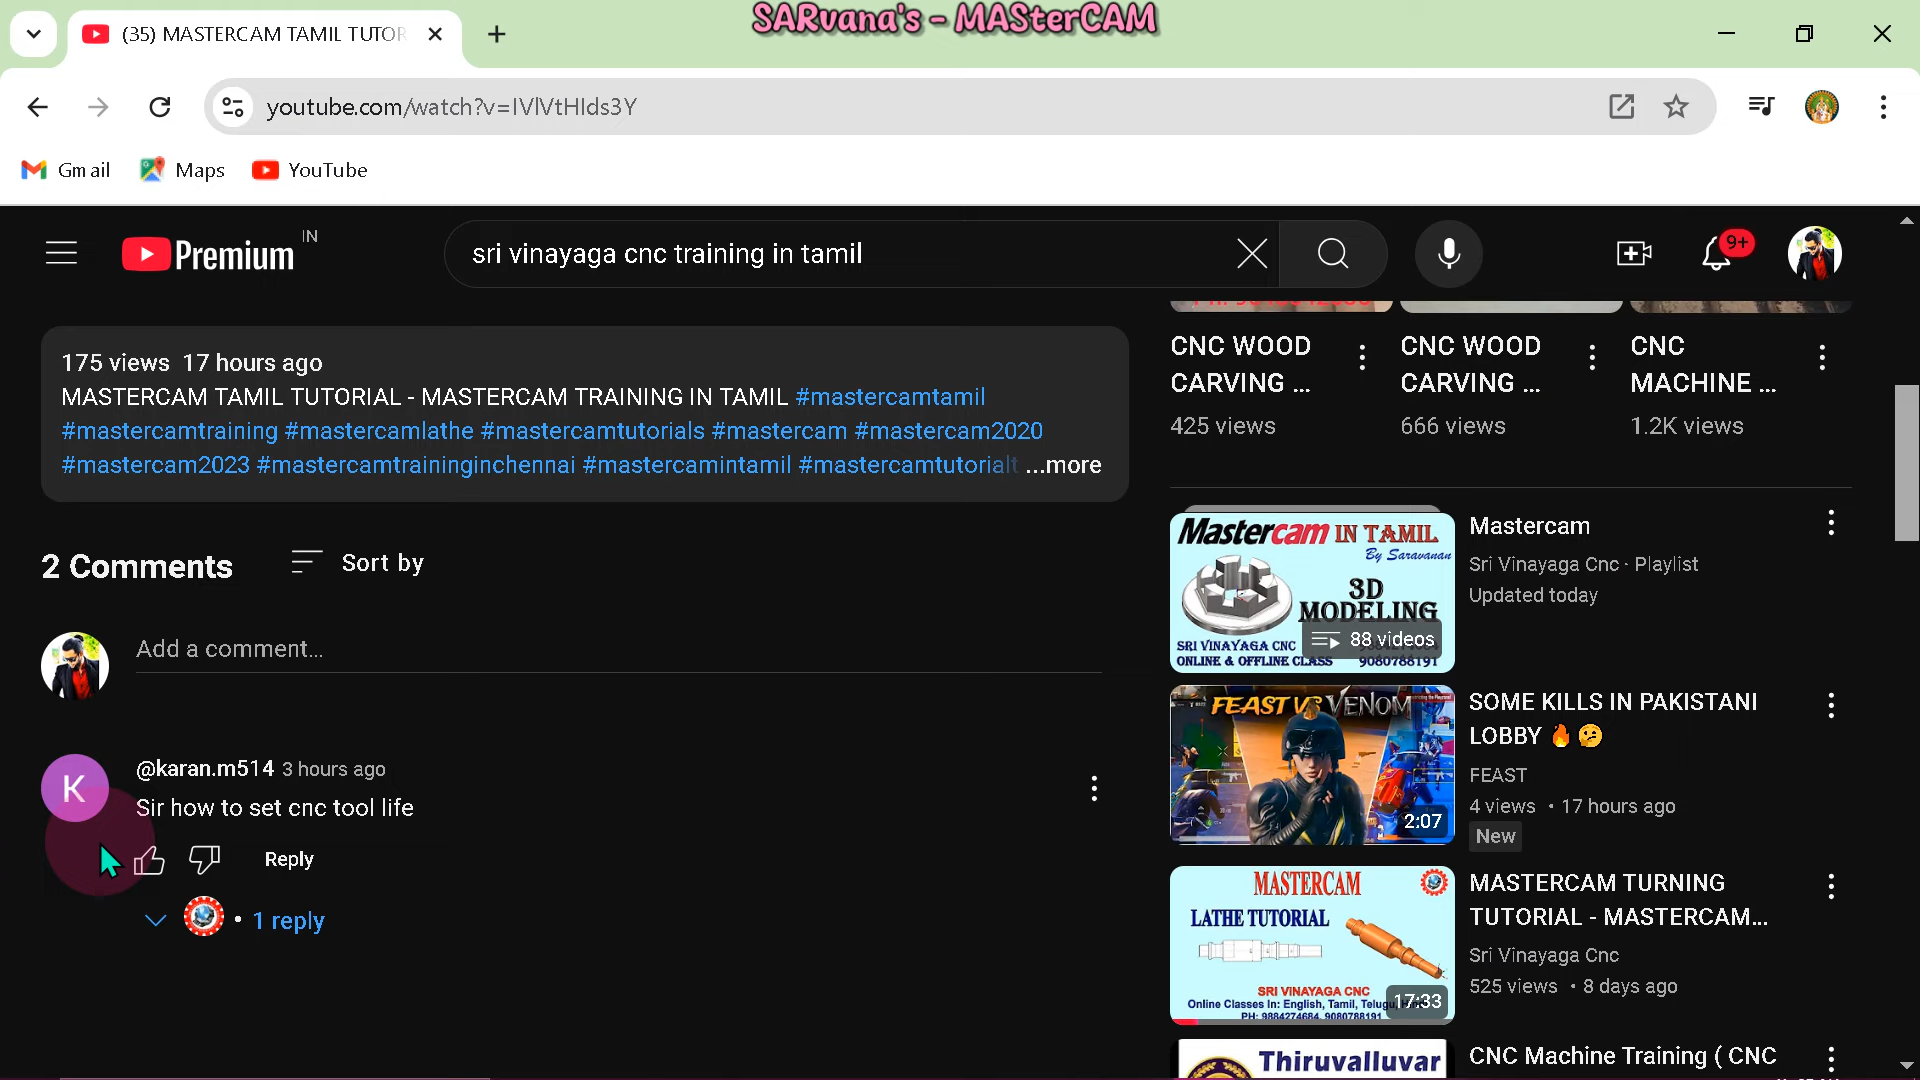 SARvana's - MASterCAM
(35) MASTERCAM TAMIL TUTOR
youtube.com/watch?v=IVlVtHIds3Y
Gmail
Maps
YouTube
Premium
IN
sri vinayaga cnc training in tamil
9+
175 views 17 hours ago
MASTERCAM TAMIL TUTORIAL - MASTERCAM TRAINING IN TAMIL #mastercamtamil
#mastercamtraining #mastercamlathe #mastercamtutorials #mastercam #mastercam2020
#mastercam2023 #mastercamtraininginchennai #mastercamintamil #mastercamtutorialt ...more
2 Comments
Sort by
Add a comment...
K
@karan.m514 3 hours ago
Sir how to set cnc tool life
Reply
• 1 reply
CNC WOOD
CARVING ...
425 views
CNC WOOD
CARVING ...
666 views
CNC
MACHINE ...
1.2K views
Mastercam IN TAMIL
By Saravanan
3D
MODELING
SRI VINAYAGA CNC
ONLINE & OFFLINE CLASS
9080788191
88 videos
Mastercam
Sri Vinayaga Cnc · Playlist
Updated today
FEAST VS VENOM
2:07
SOME KILLS IN PAKISTANI
LOBBY 🔥🤔
FEAST
4 views • 17 hours ago
New
MASTERCAM
LATHE TUTORIAL
SRI VINAYAGA CNC
Online Classes In: English, Tamil, Telugu,
PH: 9884274684, 9080788191
17:33
MASTERCAM TURNING
TUTORIAL - MASTERCAM...
Sri Vinayaga Cnc
525 views • 8 days ago
Thiruvalluvar
CNC Machine Training ( CNC